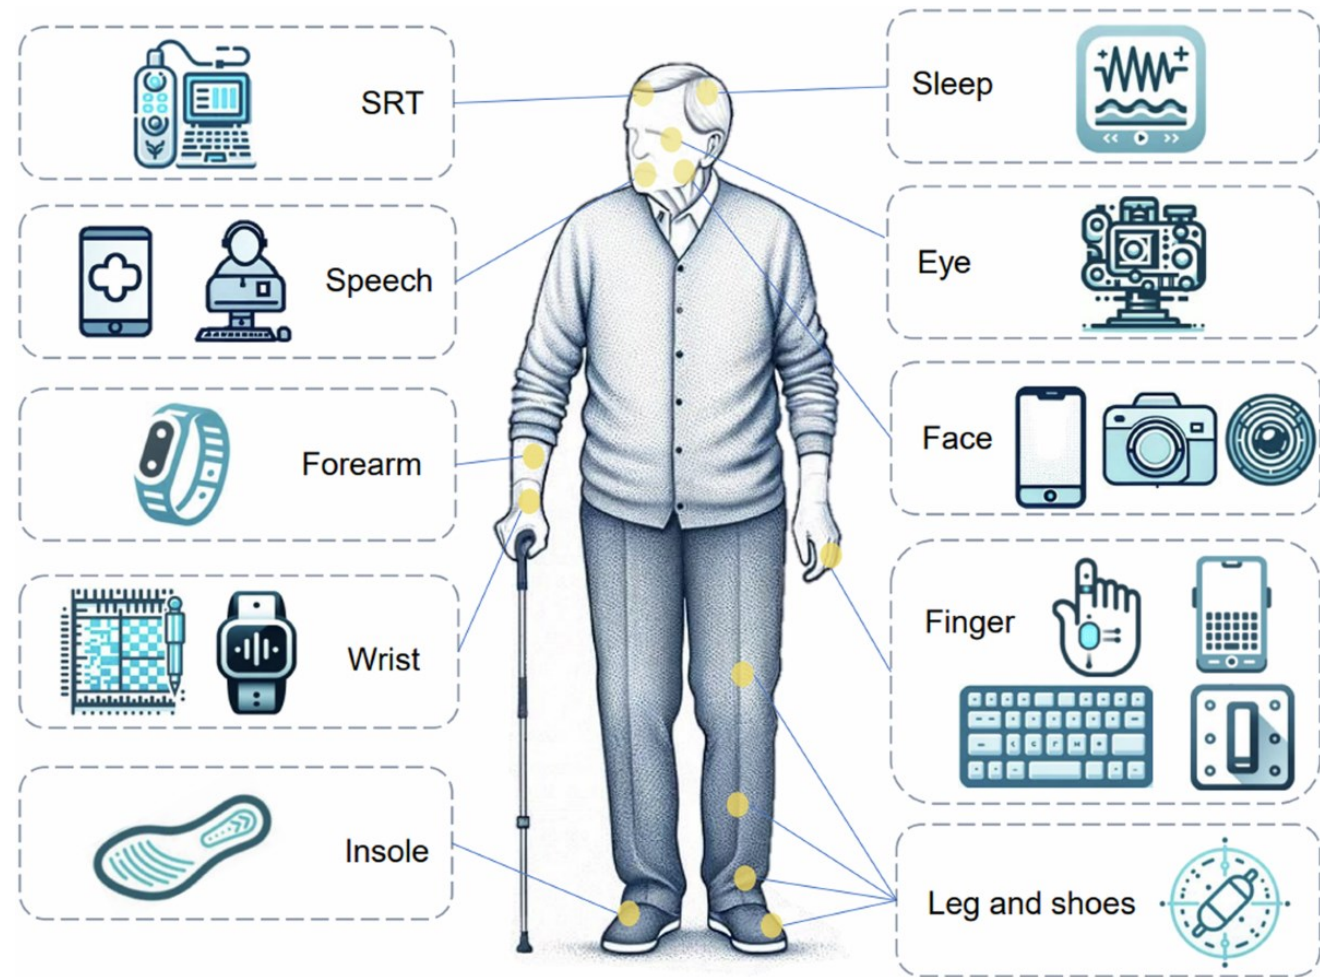 SRT
Speech
Forearm
Wrist
Insole
Sleep
Eye
Face
Finger
Leg and shoes